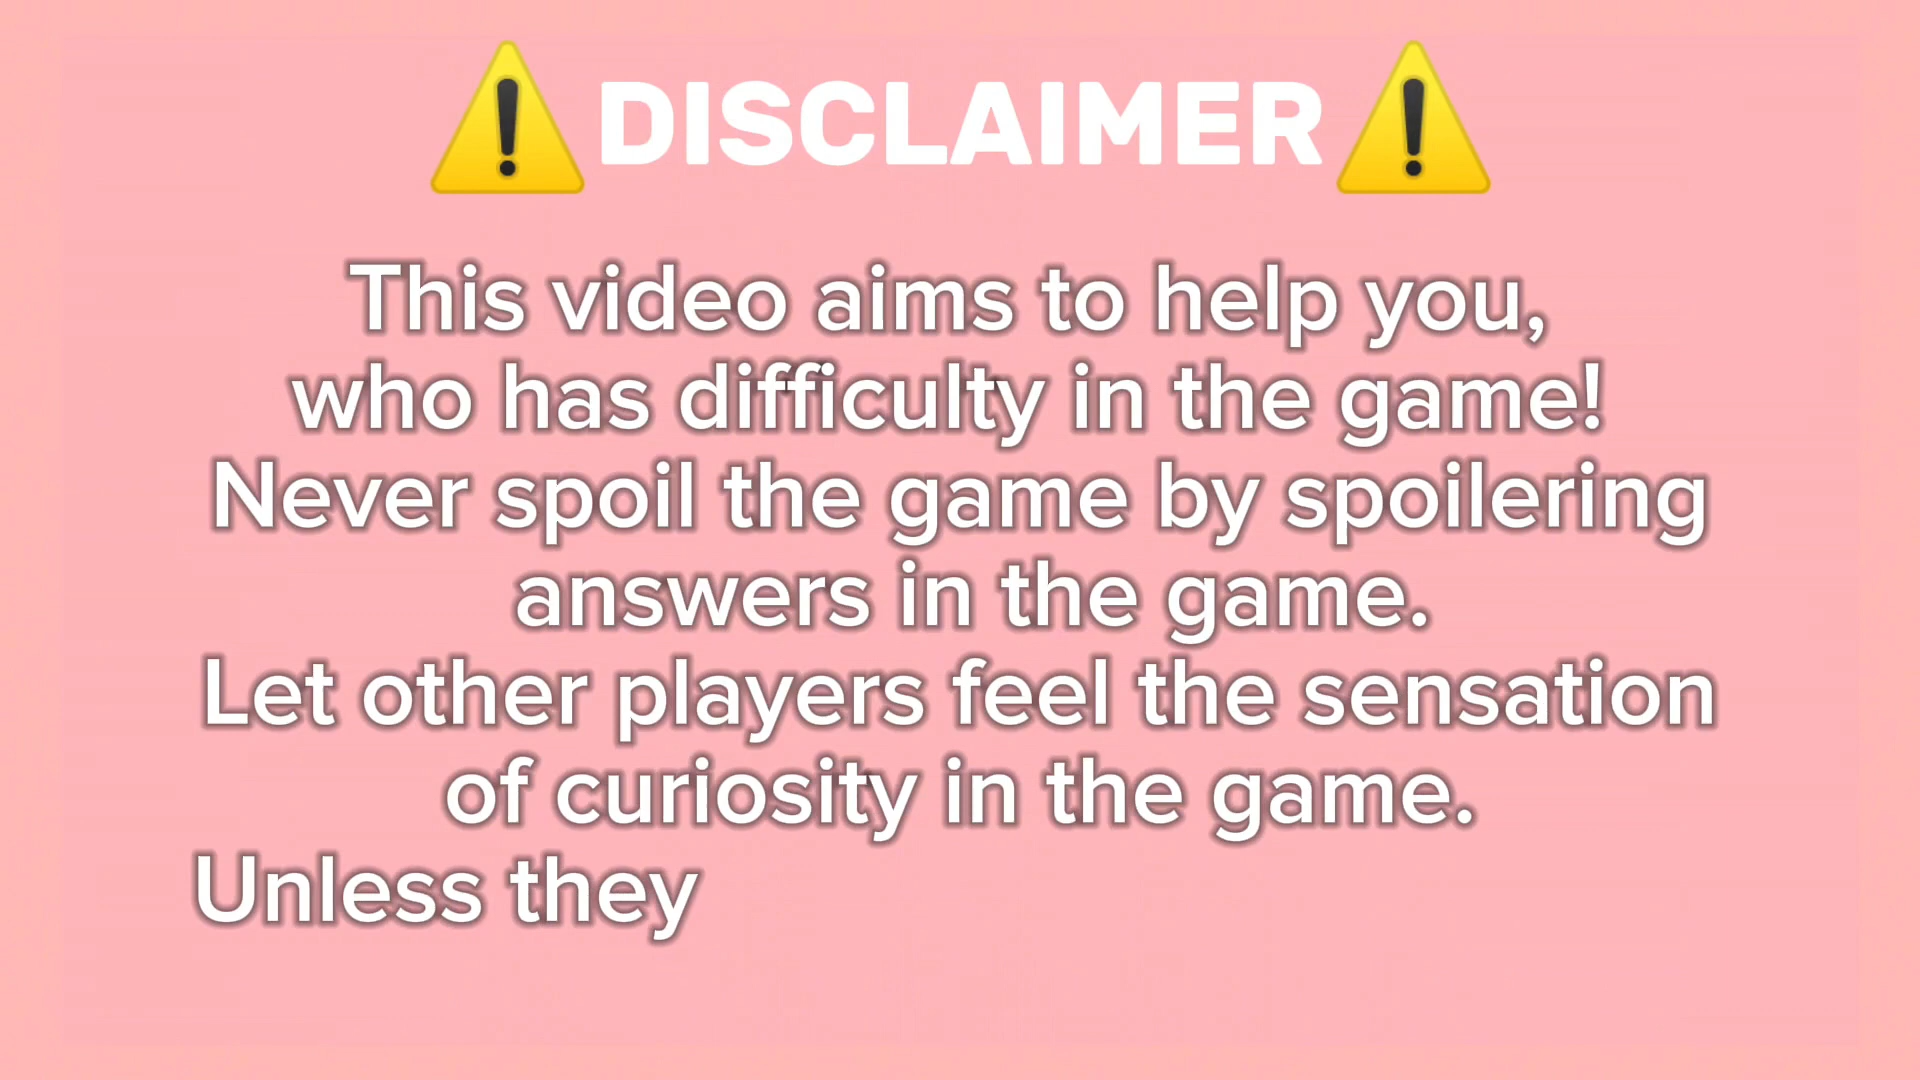 ⚠️DISCLAIMER⚠️
This video aims to help you,
who has difficulty in the game!
Never spoil the game by spoilering
answers in the game.
Let other players feel the sensation
of curiosity in the game.
Unless they